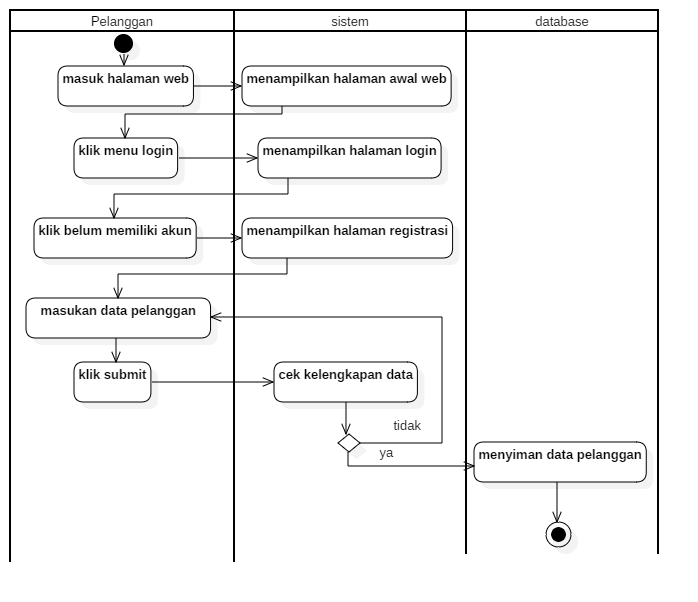 Pelanggan
sistem
database
masuk halaman web
menampilkan halaman awal web
klik menu login
menampilkan halaman login
klik belum memiliki akun
menampilkan halaman registrasi
masukan data pelanggan
klik submit
cek kelengkapan data
tidak
ya
menyiman data pelanggan